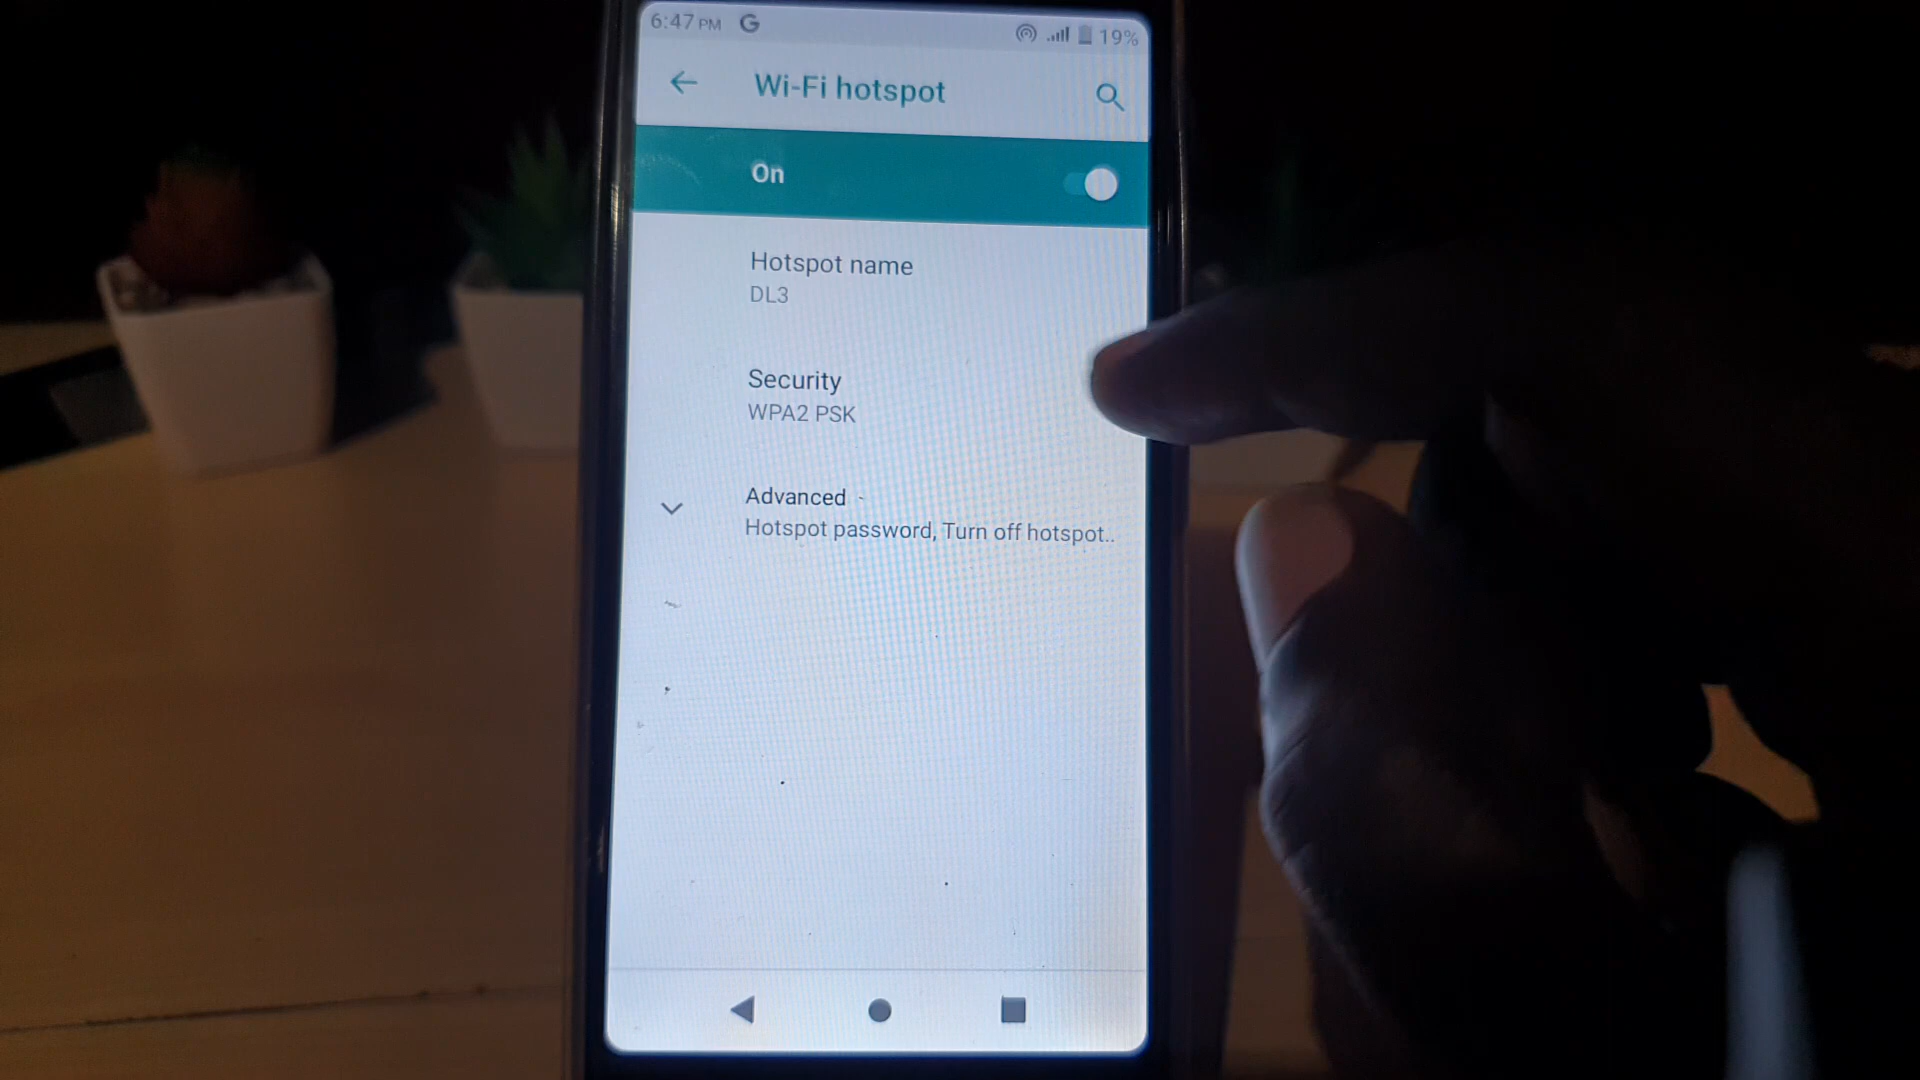 6:47 PM G 19%
Wi-Fi hotspot
On
Hotspot name
DL3
Security
WPA2 PSK
Advanced
Hotspot password, Turn off hotspot..